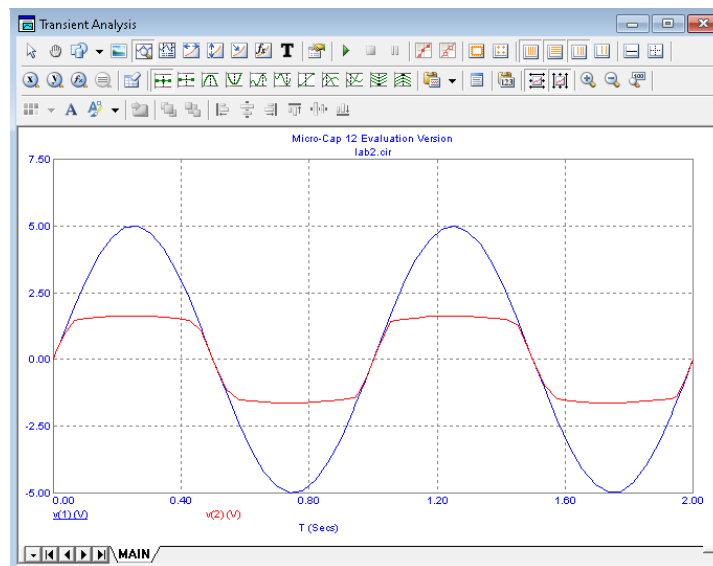 Transient Analysis
T
X Y fx
A A
Micro-Cap 12 Evaluation Version
lab2.cir
7.50
5.00
2.50
0.00
-2.50
-5.00
0.00 0.40 0.80 1.20 1.60 2.00
v(1) (V) v(2) (V)
T (Secs)
MAIN